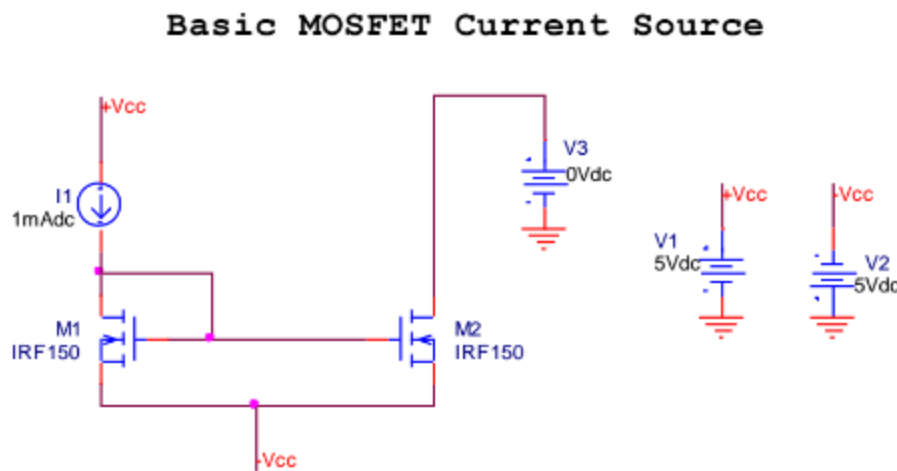 Basic MOSFET Current Source
+Vcc
I1
1mAdc
M1
IRF150
M2
IRF150
-Vcc
V3
0Vdc
+Vcc
V1
5Vdc
-Vcc
V2
5Vdc